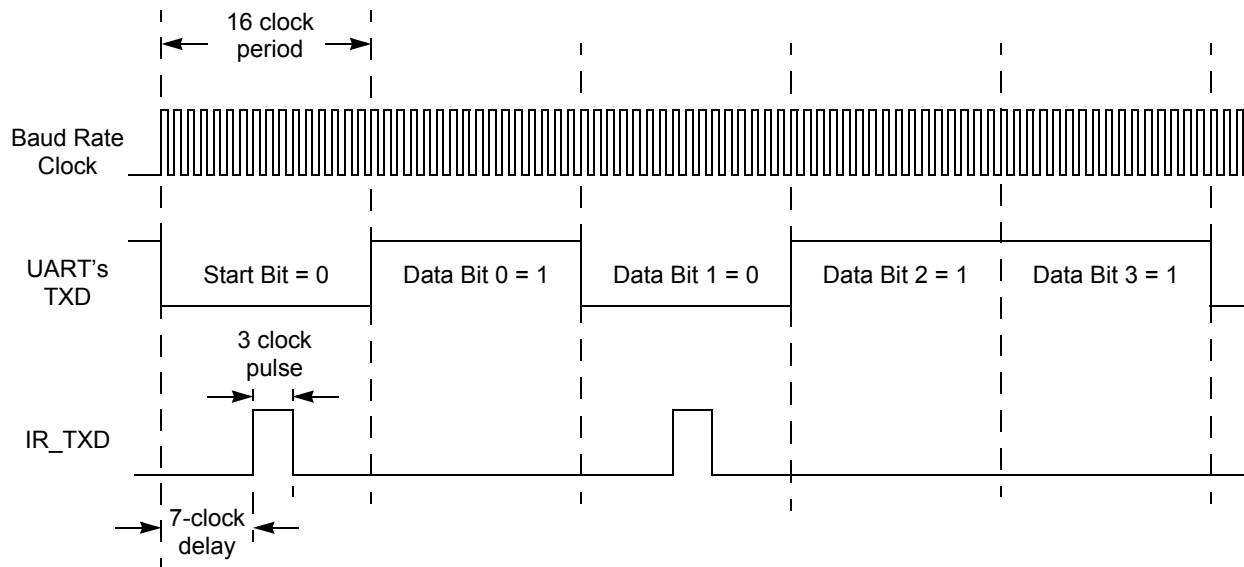 16 clock
period
Baud Rate
Clock
UART's
TXD
Start Bit = 0
Data Bit 0 = 1
Data Bit 1 = 0
Data Bit 2 = 1
Data Bit 3 = 1
3 clock
pulse
IR_TXD
7-clock
delay